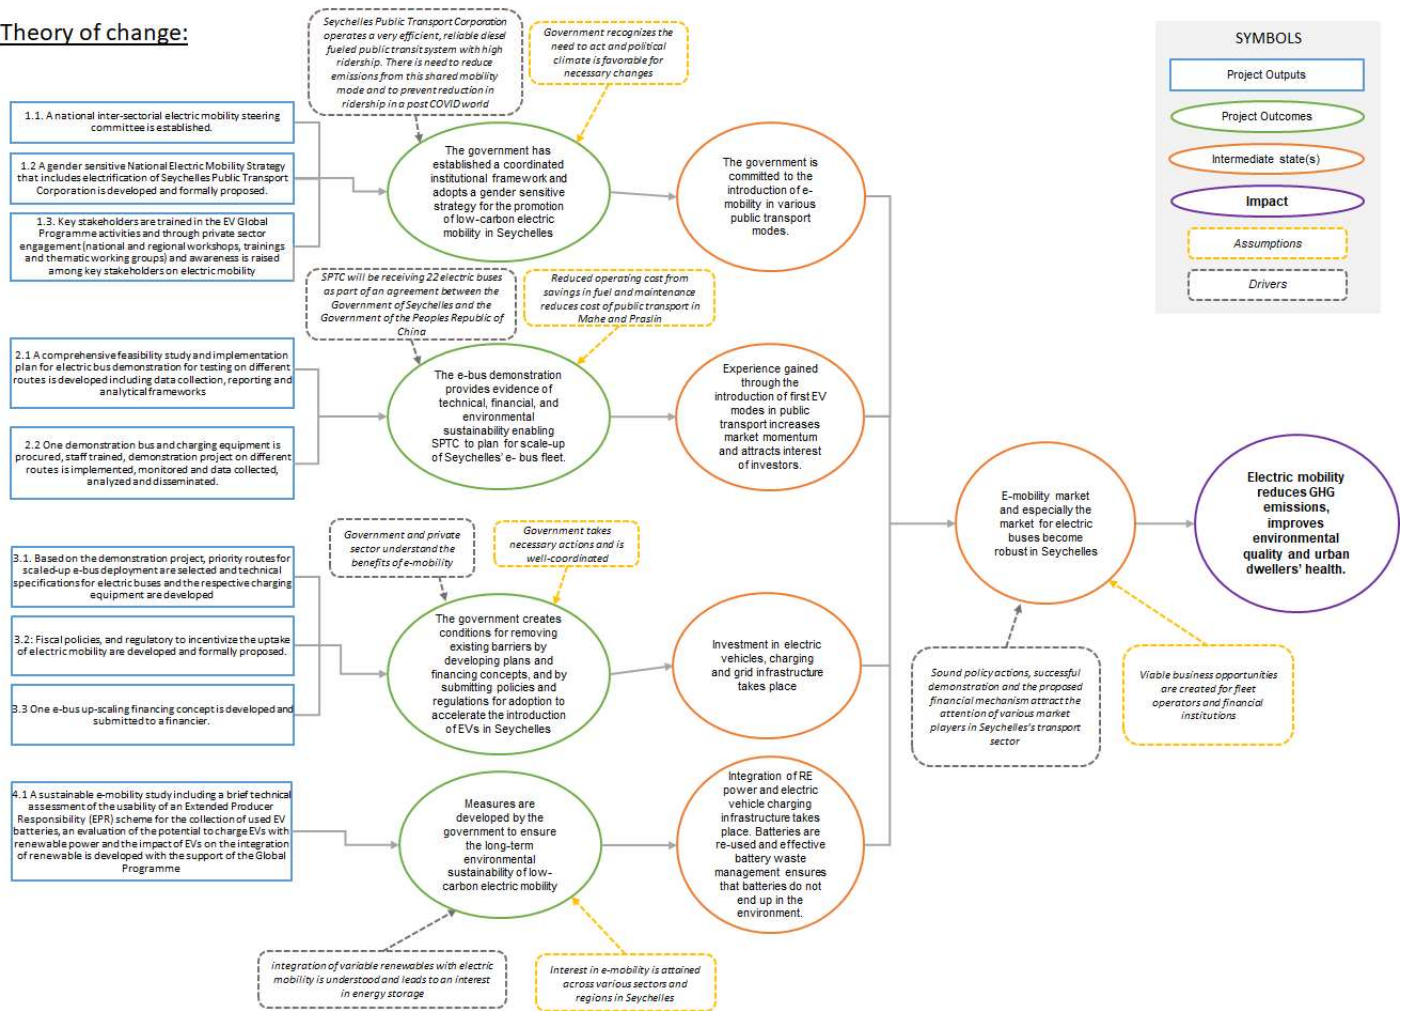 Theory of change:
Seychelles Public Transport Corporation
operates a very efficient, reliable diesel
fueled public transit system with high
ridership. There is need to reduce
emissions from this shared mobility
mode and to prevent reduction in
ridership in a post COVID world
Government recognizes the
need to act and political
climate is favorable for
necessary changes
SYMBOLS
Project Outputs
Project Outcomes
Intermediate state(s)
Impact
Assumptions
Drivers
1.1. A national inter-sectorial electric mobility steering
committee is established.
1.2 A gender sensitive National Electric Mobility Strategy
that includes electrification of Seychelles Public Transport
Corporation is developed and formally proposed.
1.3. Key stakeholders are trained in the EV Global
Programme activities and through private sector
engagement (national and regional workshops, trainings
and thematic working groups) and awareness is raised
among key stakeholders on electric mobility
The government has
established a coordinated
institutional framework and
adopts a gender sensitive
strategy for the promotion
of low-carbon electric
mobility in Seychelles
The government is
committed to the
introduction of e-
mobility in various
public transport
modes.
SPTC will be receiving 22 electric buses
as part of an agreement between the
Government of Seychelles and the
Government of the Peoples Republic of
China
Reduced operating cost from
savings in fuel and maintenance
reduces cost of public transport in
Mahe and Praslin
2.1 A comprehensive feasibility study and implementation
plan for electric bus demonstration for testing on different
routes is developed including data collection, reporting and
analytical frameworks
2.2 One demonstration bus and charging equipment is
procured, staff trained, demonstration project on different
routes is implemented, monitored and data collected,
analyzed and disseminated.
The e-bus demonstration
provides evidence of
technical, financial, and
environmental
sustainability enabling
SPTC to plan for scale-up
of Seychelles' e- bus fleet.
Experience gained
through the
introduction of first EV
modes in public
transport increases
market momentum
and attracts interest
of investors.
E-mobility market
and especially the
market for electric
buses become
robust in Seychelles
Electric mobility
reduces GHG
emissions,
improves
environmental
quality and urban
dwellers' health.
Government and private
sector understand the
benefits of e-mobility
Government takes
necessary actions and is
well-coordinated
3.1. Based on the demonstration project, priority routes for
scaled-up e-bus deployment are selected and technical
specifications for electric buses and the respective charging
equipment are developed
3.2: Fiscal policies, and regulatory to incentivize the uptake
of electric mobility are developed and formally proposed.
3.3 One e-bus up-scaling financing concept is developed and
submitted to a financier.
The government creates
conditions for removing
existing barriers by
developing plans and
financing concepts, and by
submitting policies and
regulations for adoption to
accelerate the introduction
of EVs in Seychelles
Investment in electric
vehicles, charging
and grid infrastructure
takes place
Sound policy actions, successful
demonstration and the proposed
financial mechanism attract the
attention of various market
players in Seychelles's transport
sector
Viable business opportunities
are created for fleet
operators and financial
institutions
4.1 A sustainable e-mobility study including a brief technical
assessment of the usability of an Extended Producer
Responsibility (EPR) scheme for the collection of used EV
batteries, an evaluation of the potential to charge EVs with
renewable power and the impact of EVs on the integration
of renewable is developed with the support of the Global
Programme
Measures are
developed by the
government to ensure
the long-term
environmental
sustainability of low-
carbon electric mobility
Integration of RE
power and electric
vehicle charging
infrastructure takes
place. Batteries are
re-used and effective
battery waste
management ensures
that batteries do not
end up in the
environment.
integration of variable renewables with electric
mobility is understood and leads to an interest
in energy storage
Interest in e-mobility is attained
across various sectors and
regions in Seychelles